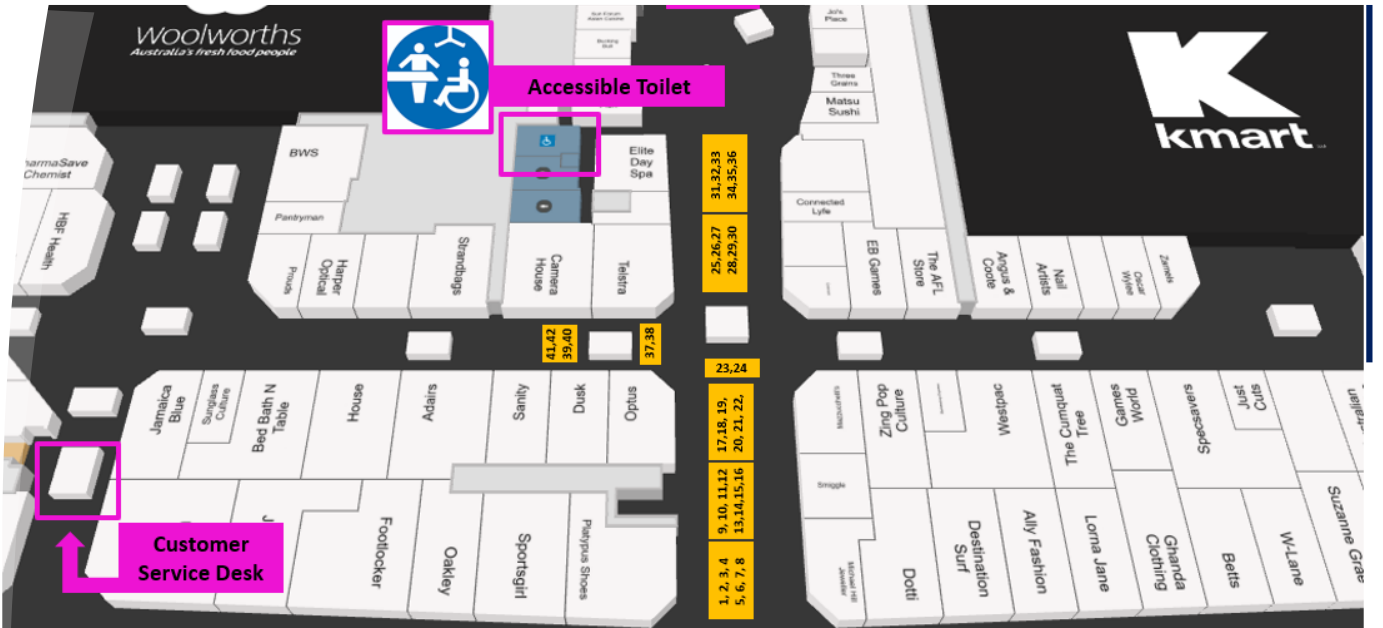 Woolworths
Australia's fresh food people
Accessible Toilet
Jo's
Place
Three
Grains
Matsu
Sushi
kmart
BWS
Pantryman
Elite
Day
Spa
31,32,33
34,35,36
Connected
Lyfe
armaSave
Chemist
HBF Health
Prouds
Harper
Optical
Strandbags
Camera
House
Telstra
25,26,27
28,29,30
EB Games
The AFL
Store
Angus &
Coote
Nail
Artists
Oscar
Wylee
Zamels
41,42
39,40
37,38
23,24
Jamaica
Blue
Sunglass
Culture
Bed Bath N
Table
House
Adairs
Sanity
Dusk
Optus
17,18, 19,
20, 21, 22,
Zing Pop
Culture
Westpac
The Cumquat
Tree
Games
World
Specsavers
Just
Cuts
tralian
9, 10, 11,12
13,14,15,16
Smiggle
Customer
Service Desk
J
Footlocker
Oakley
Sportsgirl
Platypus Shoes
1, 2, 3, 4
5, 6, 7, 8
Michael Hill
Jeweller
Dotti
Destination
Surf
Ally Fashion
Lorna Jane
Ghanda
Clothing
Betts
W-Lane
Suzanne Grae